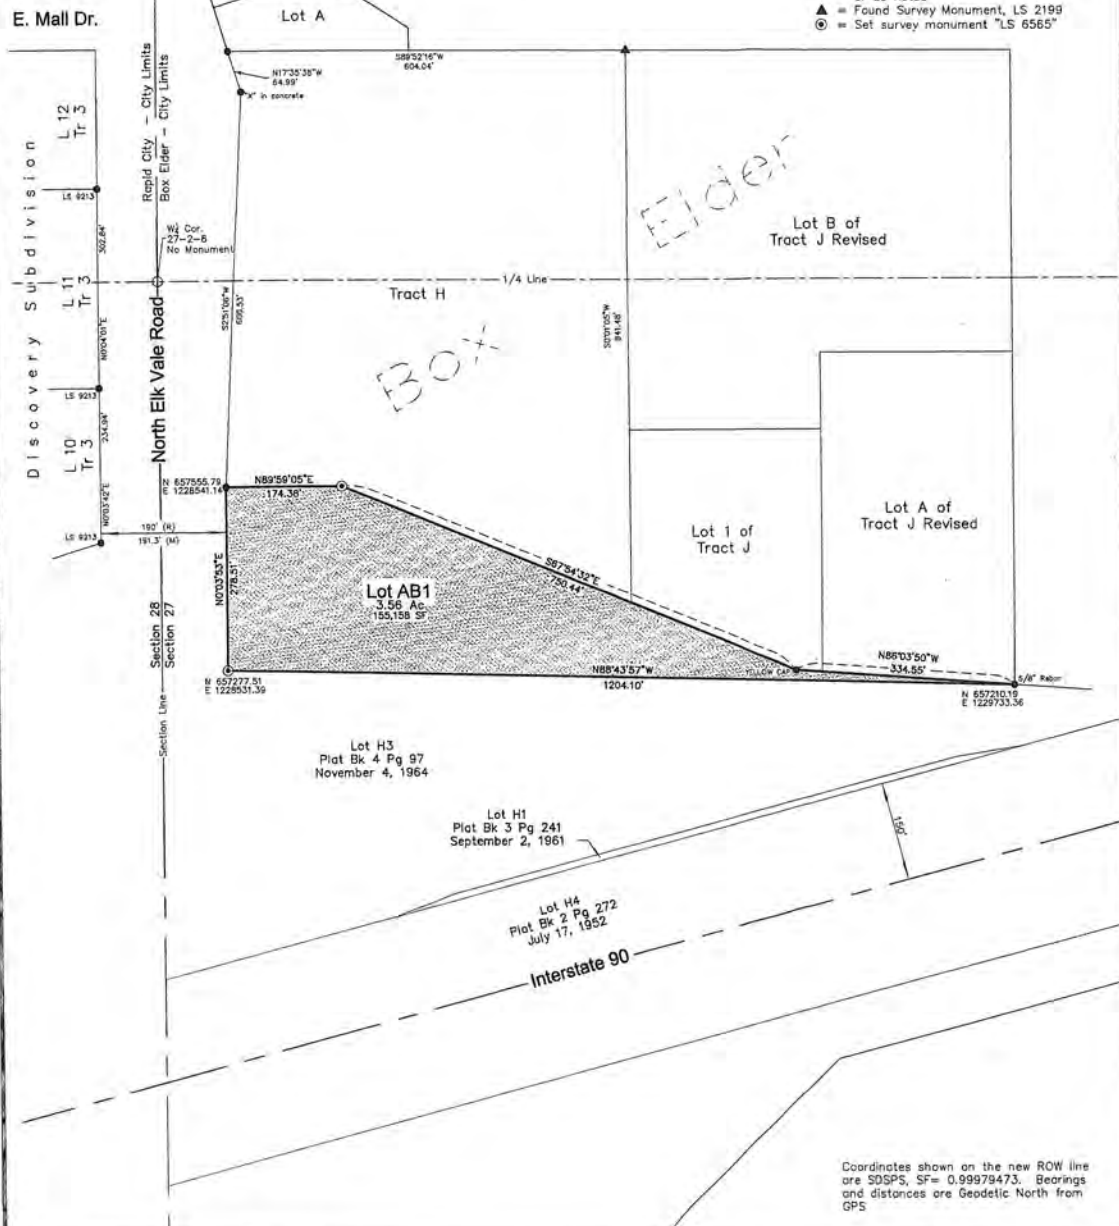 E. Mall Dr.
Lot A
▲ = Found Survey Monument, LS 2199
= Set survey monument "LS 6565"
S89°52'16"W
604.04'
N17°35'38"W
64.99'
"X" in concrete
Rapid City - City Limits
Box Elder - City Limits
L 12
Tr 3
LS 9213
Discovery Subdivision
302.84'
W¼ Cor.
27-2-8
No Monument
Elder
Lot B of
Tract J Revised
1/4 Line
Tract H
L 11
Tr 3
N0°04'01"E
S2°51'06"W
605.53'
S0°01'05"W
941.48'
North Elk Vale Road
Box
LS 9213
234.94'
L 10
Tr 3
N0°03'42"E
N 657555.79
E 1228541.14
N89°59'05"E
174.38'
Lot 1 of
Tract J
Lot A of
Tract J Revised
190' (R)
191.3' (M)
LS 9213
N0°03'53"E
278.51'
Lot AB1
3.56 Ac
155,158 SF
S67°54'32"E
750.44'
Section 28
Section 27
N86°03'50"W
334.55'
YELLOW CAP
5/8" Rebar
N88°43'57"W
1204.10'
N 657277.51
E 1228531.39
N 657210.19
E 1229733.36
Section Line
Lot H3
Plat Bk 4 Pg 97
November 4, 1964
Lot H1
Plat Bk 3 Pg 241
September 2, 1961
150'
Lot H4
Plat Bk 2 Pg 272
July 17, 1952
Interstate 90
Coordinates shown on the new ROW line
are SDSPS, SF= 0.99979473. Bearings
and distances are Geodetic North from
GPS